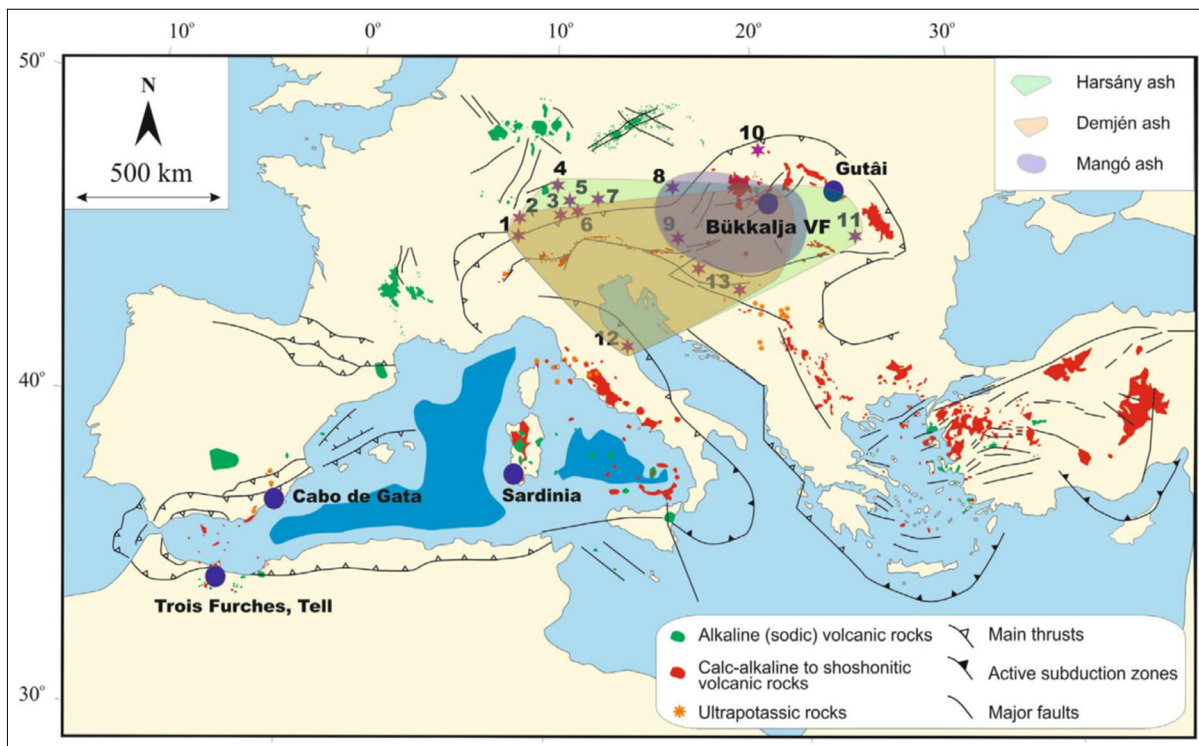 10° 0° 10° 20° 30°
50°
N
500 km
Harsány ash
Demjén ash
Mangó ash
10
Gutâi
4
8
5
2 3 7
1 6
9
11
Bükkalja VF
13
12
40°
Cabo de Gata
Sardinia
Trois Furches, Tell
Alkaline (sodic) volcanic rocks
Calc-alkaline to shoshonitic
volcanic rocks
Ultrapotassic rocks
Main thrusts
Active subduction zones
Major faults
30°